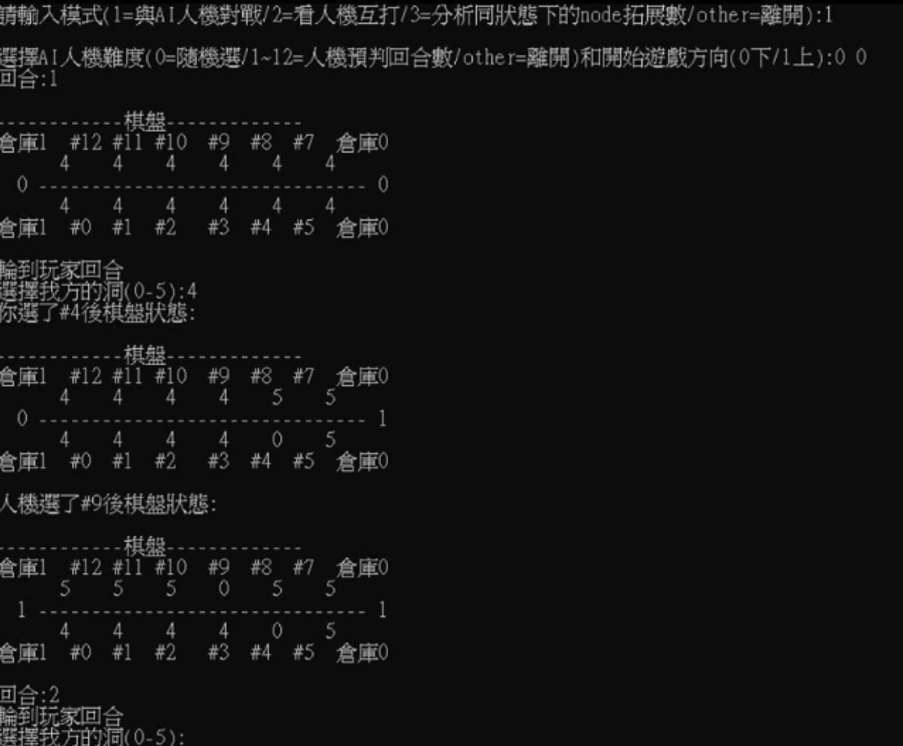 請輸入模式(1=與AI人機對戰/2=看人機互打/3=分析同狀態下的node拓展數/other=離開):1
選擇AI人機難度(0=隨機選/1~12=人機預判回合數/other=離開)和開始遊戲方向(0下/1上):0 0
回合:1
------------棋盤-------------
倉庫1 #12 #11 #10 #9 #8 #7 倉庫0
4 4 4 4 4 4
0 ------------------------------- 0
4 4 4 4 4 4
倉庫1 #0 #1 #2 #3 #4 #5 倉庫0
輪到玩家回合
選擇我方的洞(0-5):4
你選了#4後棋盤狀態:
------------棋盤-------------
倉庫1 #12 #11 #10 #9 #8 #7 倉庫0
4 4 4 4 5 5
0 ------------------------------- 1
4 4 4 4 0 5
倉庫1 #0 #1 #2 #3 #4 #5 倉庫0
人機選了#9後棋盤狀態:
------------棋盤-------------
倉庫1 #12 #11 #10 #9 #8 #7 倉庫0
5 5 5 0 5 5
1 ------------------------------- 1
4 4 4 4 0 5
倉庫1 #0 #1 #2 #3 #4 #5 倉庫0
回合:2
輪到玩家回合
選擇我方的洞(0-5):